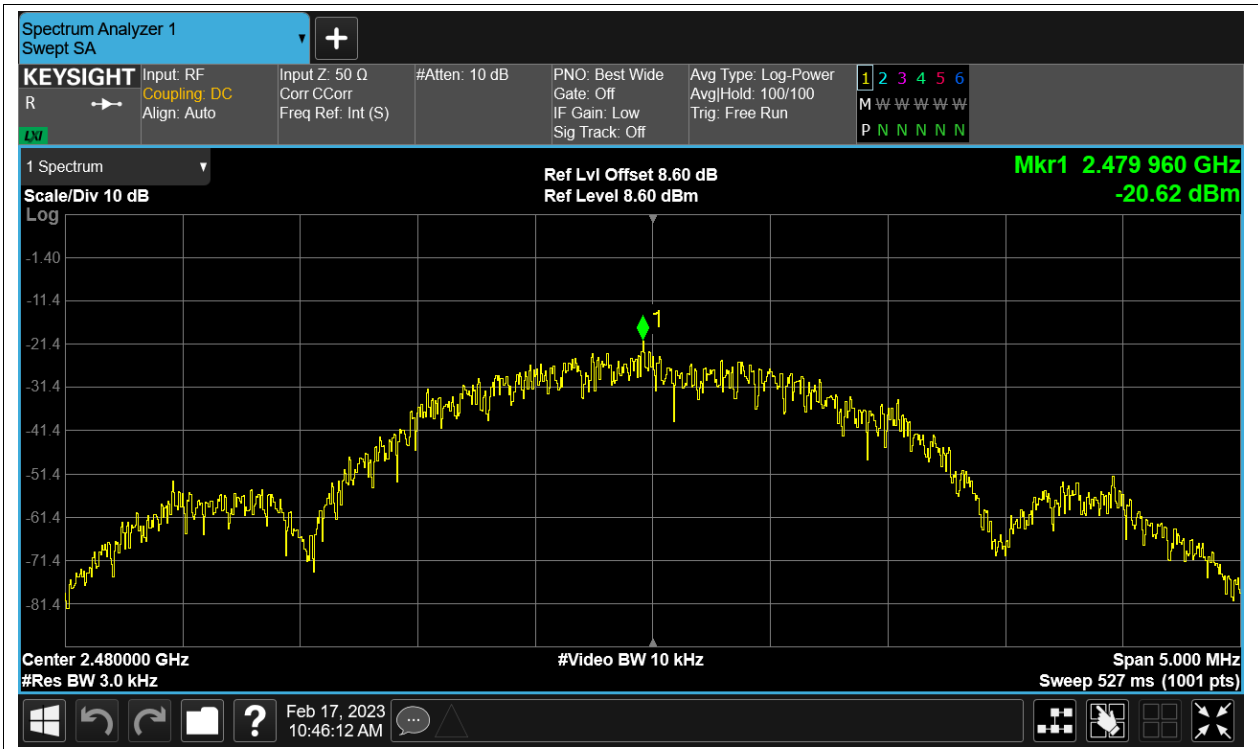 Spectrum Analyzer 1
Swept SA
KEYSIGHT
R
LXI
Input: RF
Coupling: DC
Align: Auto
Input Z: 50 Ω
Corr CCorr
Freq Ref: Int (S)
#Atten: 10 dB
PNO: Best Wide
Gate: Off
IF Gain: Low
Sig Track: Off
Avg Type: Log-Power
Avg|Hold: 100/100
Trig: Free Run
1 2 3 4 5 6
M W W W W W
P N N N N N
1 Spectrum
Scale/Div 10 dB
Log
Ref Lvl Offset 8.60 dB
Ref Level 8.60 dBm
Mkr1 2.479 960 GHz
-20.62 dBm
-1.40
-11.4
1
-21.4
-31.4
-41.4
-51.4
-61.4
-71.4
-81.4
Center 2.480000 GHz
#Res BW 3.0 kHz
#Video BW 10 kHz
Span 5.000 MHz
Sweep 527 ms (1001 pts)
?
Feb 17, 2023
10:46:12 AM